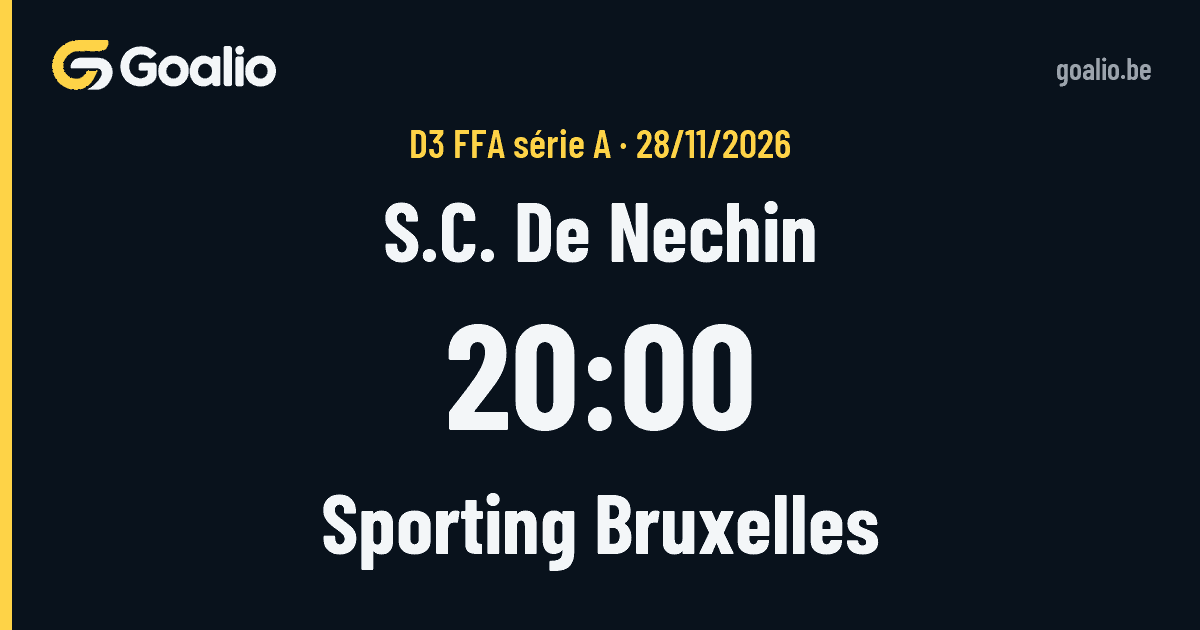 Goalio
goalio.be
D3 FFA série A · 28/11/2026
S.C. De Nechin
20:00
Sporting Bruxelles